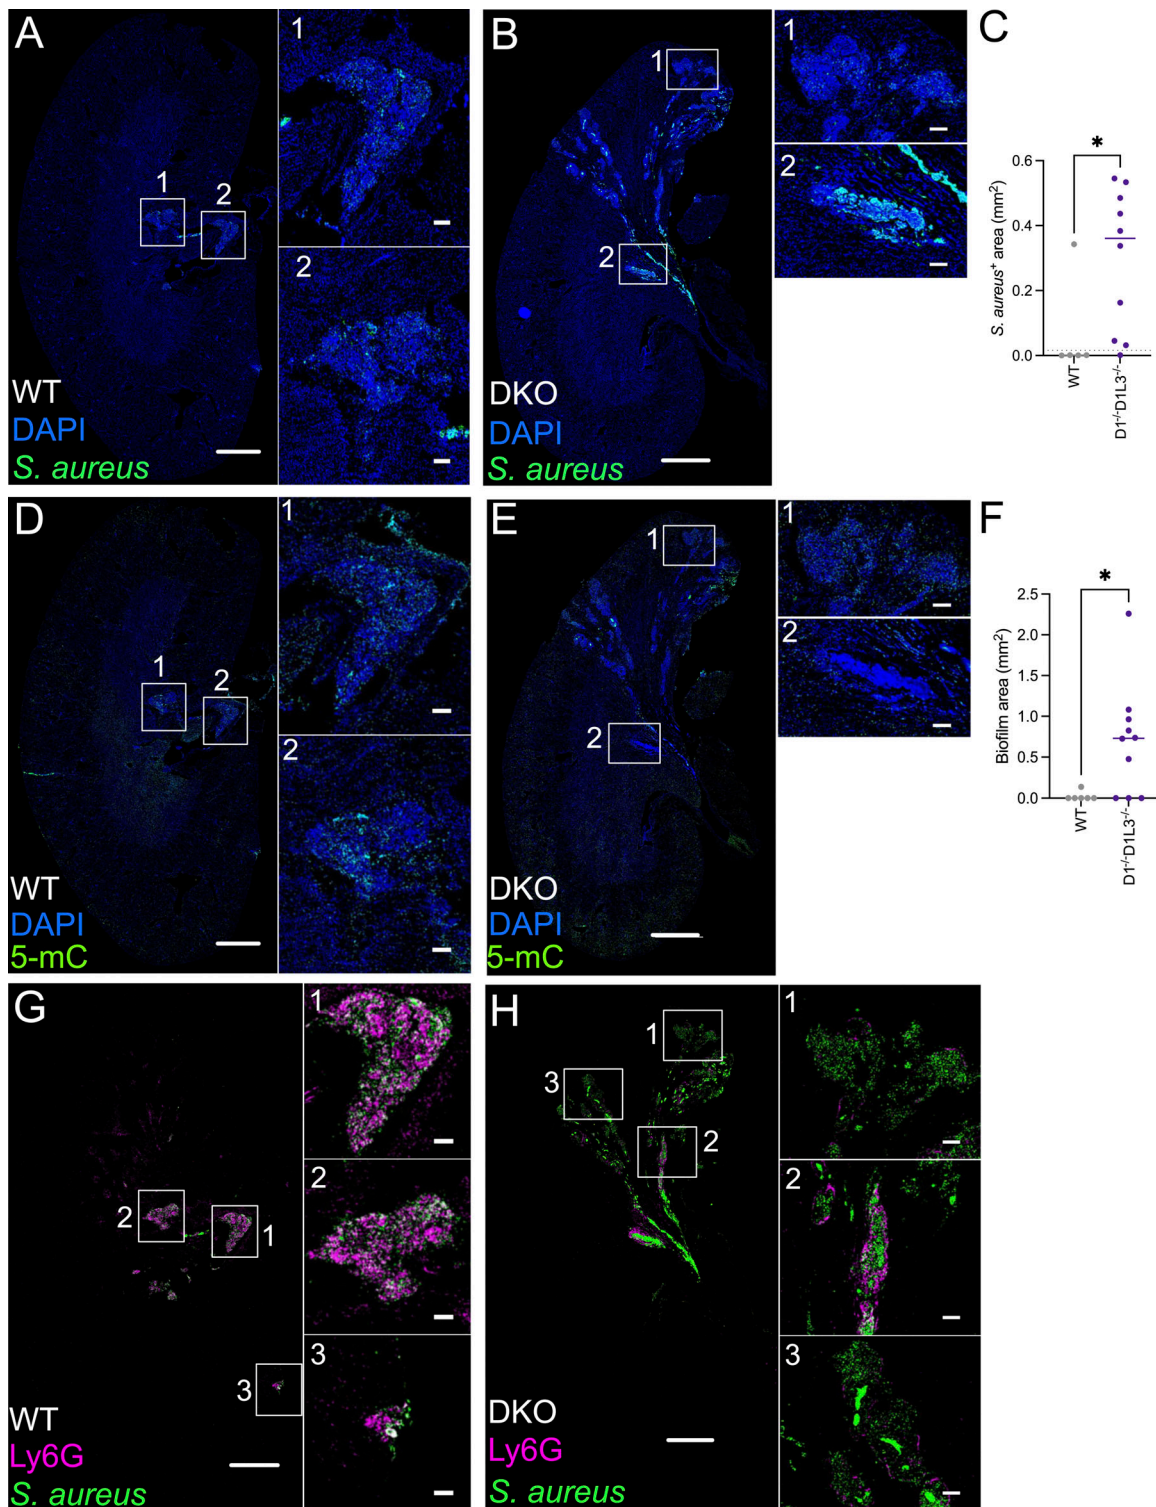 A
1
1
2
2
WT
DAPI
S. aureus
B
1
2
1
2
DKO
DAPI
S. aureus
C
*
S. aureus+ area (mm2)
0.6
0.4
0.2
0.0
WT
D1-/-D1L3-/-
D
1
1
2
2
WT
DAPI
5-mC
E
1
2
1
2
DKO
DAPI
5-mC
F
*
Biofilm area (mm2)
2.5
2.0
1.5
1.0
0.5
0.0
WT
D1-/-D1L3-/-
G
2
1
3
1
2
3
WT
Ly6G
S. aureus
H
1
3
2
1
2
3
DKO
Ly6G
S. aureus